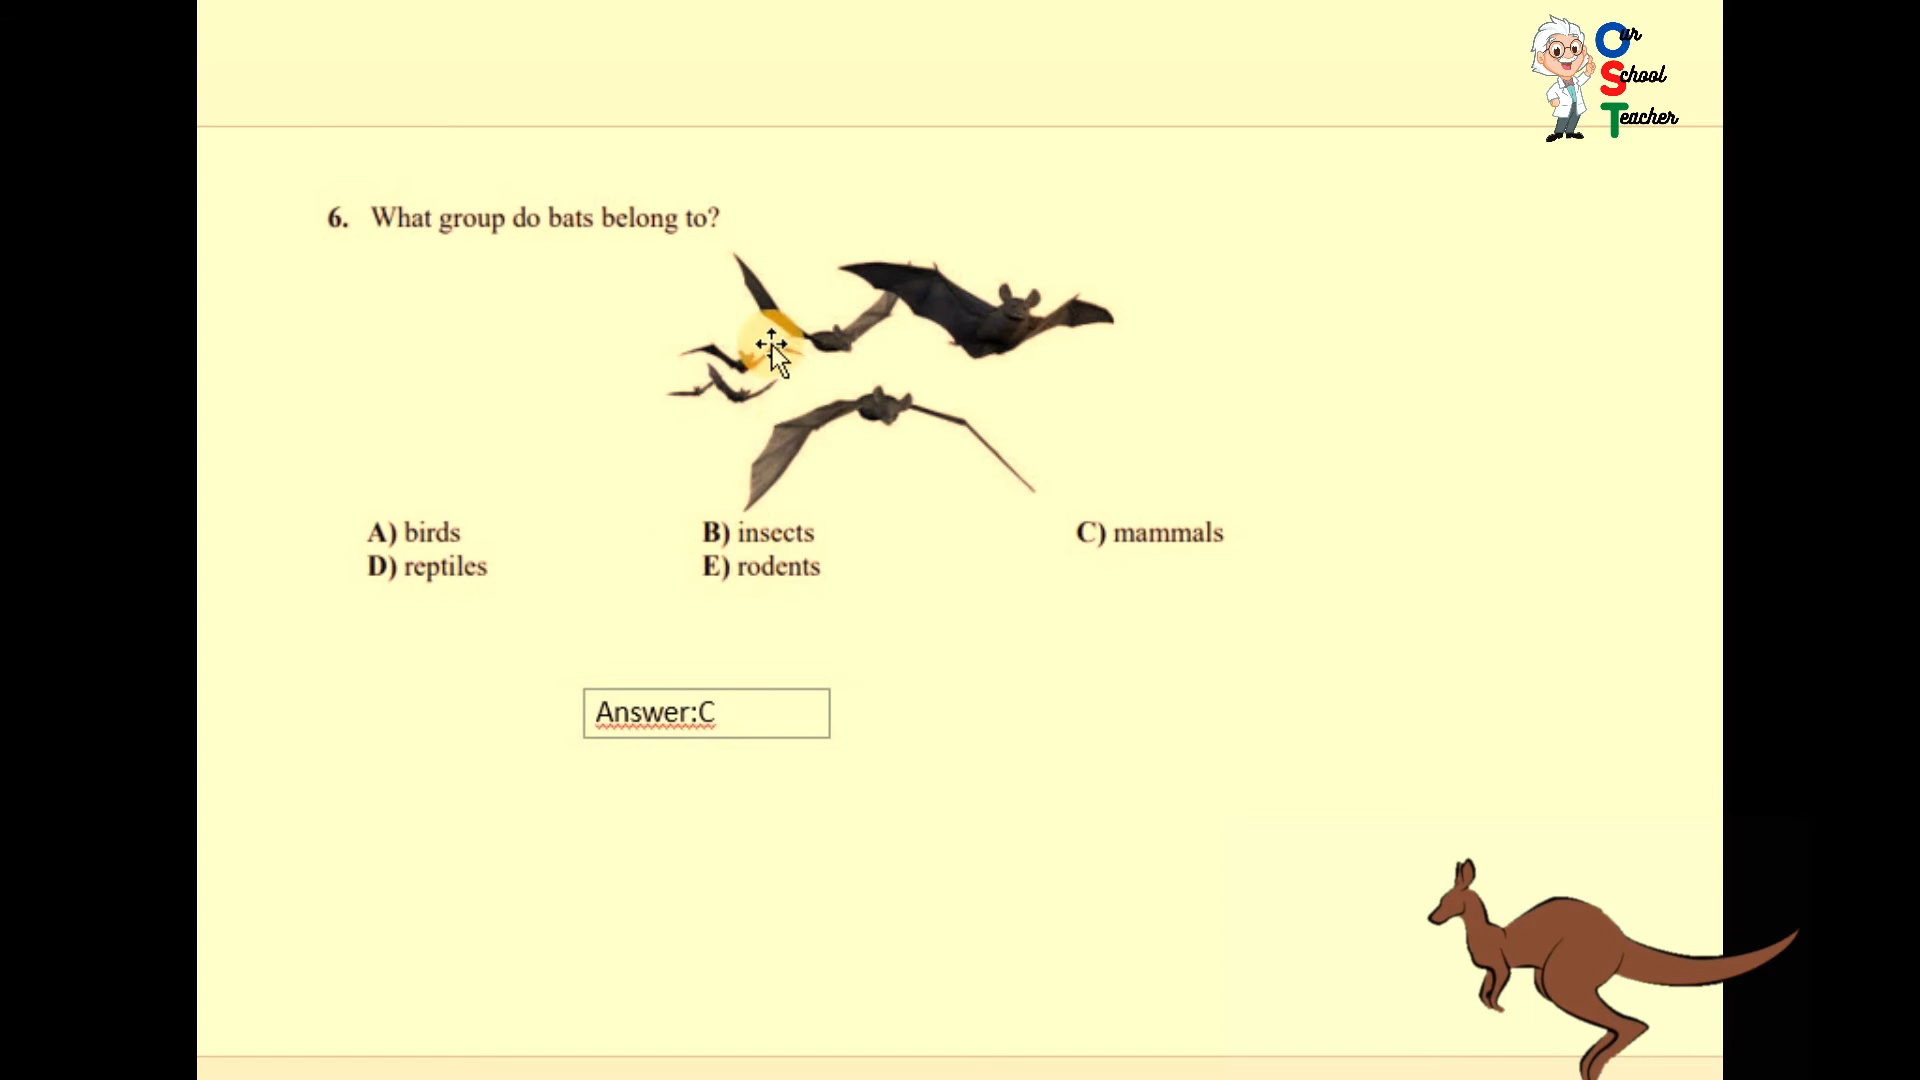 Our
School
Teacher
6. What group do bats belong to?
A) birds B) insects C) mammals
D) reptiles E) rodents
Answer:C